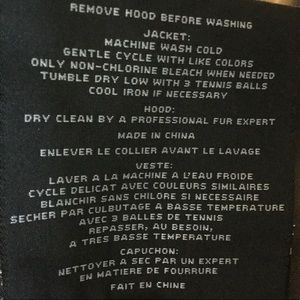 REMOVE HOOD BEFORE WASHING
JACKET:
MACHINE WASH COLD
GENTLE CYCLE WITH LIKE COLORS
ONLY NON-CHLORINE BLEACH WHEN NEEDED
TUMBLE DRY LOW WITH 3 TENNIS BALLS
COOL IRON IF NECESSARY
HOOD:
DRY CLEAN BY A PROFESSIONAL FUR EXPERT
MADE IN CHINA
ENLEVER LE COLLIER AVANT LE LAVAGE
VESTE:
LAVER A LA MACHINE A L'EAU FROIDE
CYCLE DELICAT AVEC COULEURS SIMILAIRES
BLANCHIR SANS CHLORE SI NECESSAIRE
SECHER PAR CULBUTAGE A BASSE TEMPERATURE
AVEC 3 BALLES DE TENNIS
REPASSER, AU BESOIN,
A TRES BASSE TEMPERATURE
CAPUCHON:
NETTOYER A SEC PAR UN EXPERT
EN MATIERE DE FOURRURE
FAIT EN CHINE